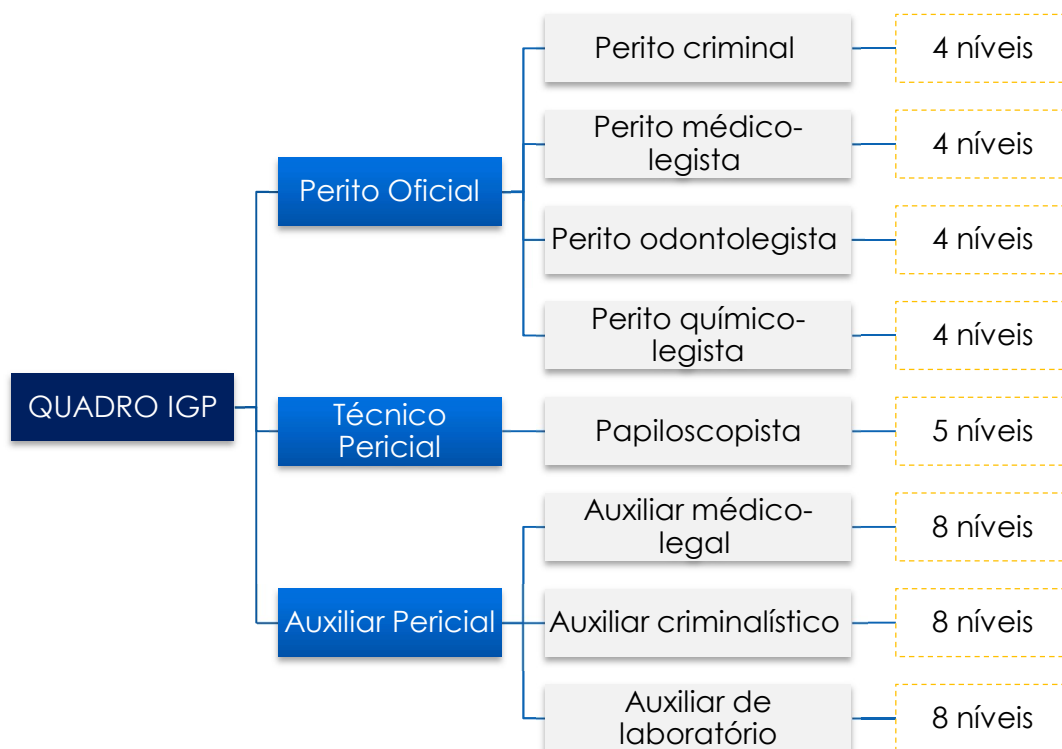 Perito criminal
4 níveis
Perito médico-
legista
4 níveis
Perito Oficial
Perito odontolegista
4 níveis
Perito químico-
legista
4 níveis
QUADRO IGP
Técnico
Pericial
Papiloscopista
5 níveis
Auxiliar médico-
legal
8 níveis
Auxiliar Pericial
Auxiliar criminalístico
8 níveis
Auxiliar de
laboratório
8 níveis